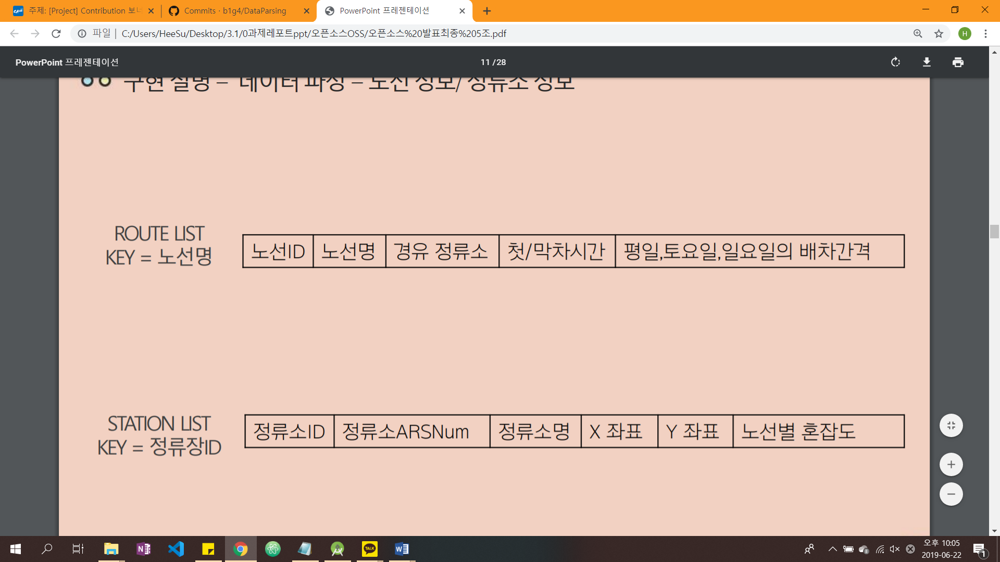 주제: [Project] Contribution 보
Commits · b1g4/DataParsing
PowerPoint 프레젠테이션
파일
C:/Users/HeeSu/Desktop/3.1/0과제레포트ppt/오픈소스OSS/오픈소스%20발표최종%205조.pdf
H
PowerPoint 프레젠테이션
11 / 28
구현 설명 – 데이터 파싱 – 노선 정보/ 정류소 정보
ROUTE LIST
KEY = 노선명
노선ID 노선명 경유 정류소 첫/막차시간 평일,토요일,일요일의 배차간격
STATION LIST
KEY = 정류장ID
정류소ID 정류소ARSNum 정류소명 X 좌표 Y 좌표 노선별 혼잡도
TALK
오후 10:05
2019-06-22
1